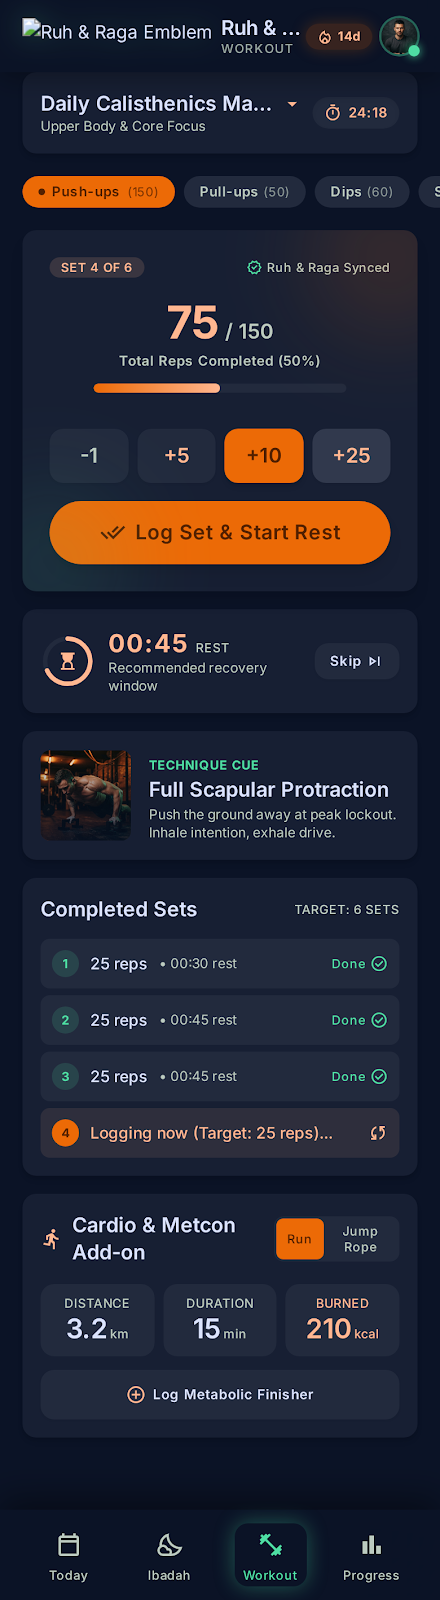 Ruh & Raga Emblem
Ruh & ...
WORKOUT
14d
Daily Calisthenics Ma...
Upper Body & Core Focus
24:18
Push-ups (150)
Pull-ups (50)
Dips (60)
S
SET 4 OF 6
Ruh & Raga Synced
75 / 150
Total Reps Completed (50%)
-1
+5
+10
+25
Log Set & Start Rest
00:45 REST
Recommended recovery
window
Skip
TECHNIQUE CUE
Full Scapular Protraction
Push the ground away at peak lockout.
Inhale intention, exhale drive.
Completed Sets
TARGET: 6 SETS
1 25 reps • 00:30 rest Done
2 25 reps • 00:45 rest Done
3 25 reps • 00:45 rest Done
4 Logging now (Target: 25 reps)...
Cardio & Metcon
Add-on
Run
Jump
Rope
DISTANCE
3.2 km
DURATION
15 min
BURNED
210 kcal
Log Metabolic Finisher
Today
Ibadah
Workout
Progress